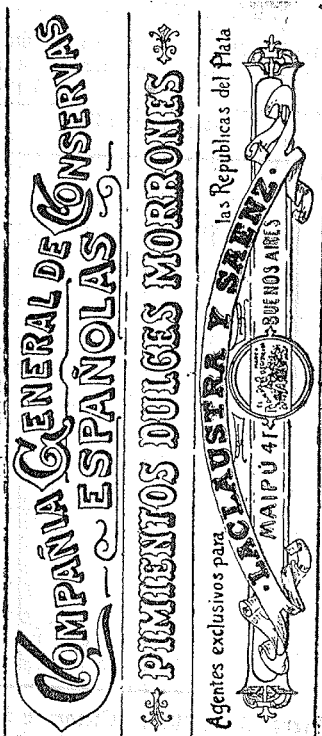 COMPAÑIA GENERAL DE CONSERVAS
ESPAÑOLAS
PIMIENTOS DULCES MORRONES
Agentes exclusivos para las Republicas del Plata
LACLAUSTRA Y SAENZ.
MAIPÚ 41 BUENOS AIRES